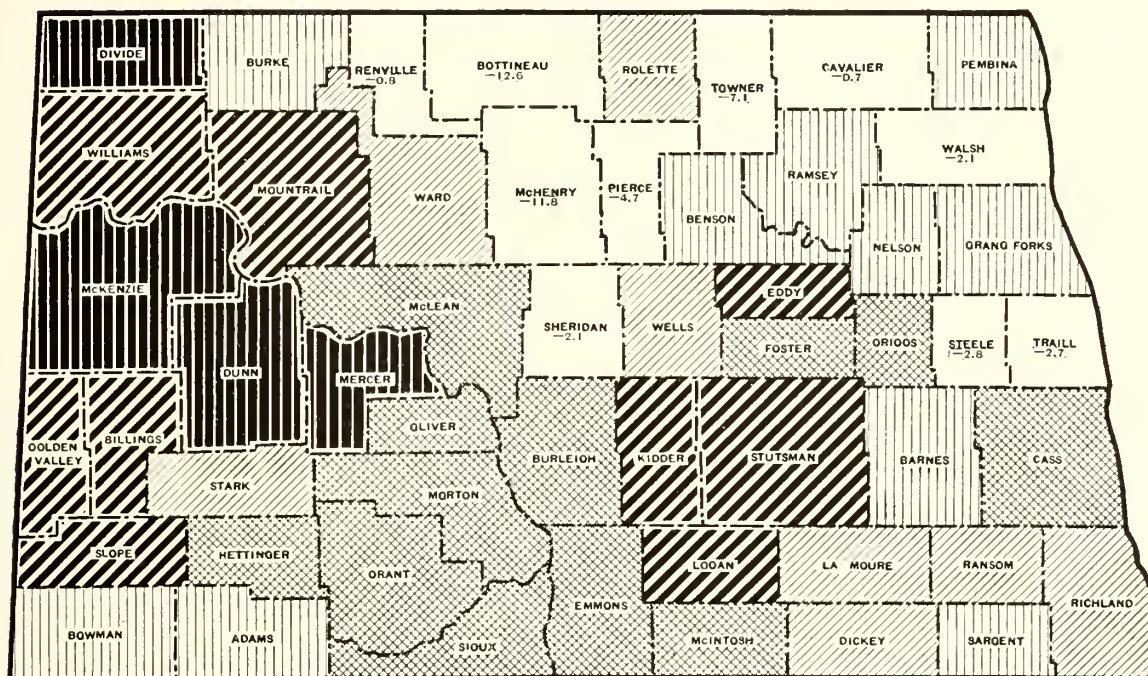 DIVIDE
BURKE
RENVILLE
-0.8
BOTTINEAU
-12.6
ROLETTE
TOWNER
-7.1
CAVALIER
-0.7
PEMBINA
WILLIAMS
MOUNTRAIL
WARD
McHENRY
-11.8
PIERCE
-4.7
BENSON
RAMSEY
WALSH
-2.1
NELSON
GRAND FORKS
McKENZIE
DUNN
MERCER
McLEAN
SHERIDAN
-2.1
WELLS
EDDY
FOSTER
GRIGGS
STEELE
-2.8
TRAILL
-2.7
GOLDEN
VALLEY
BILLINGS
OLIVER
BURLEIGH
KIDDER
STUTSMAN
BARNES
CASS
STARK
MORTON
SLOPE
HETTINGER
GRANT
LOGAN
LA MOURE
RANSOM
RICHLAND
BOWMAN
ADAMS
SIOUX
EMMONS
McINTOSH
DICKEY
SARGENT